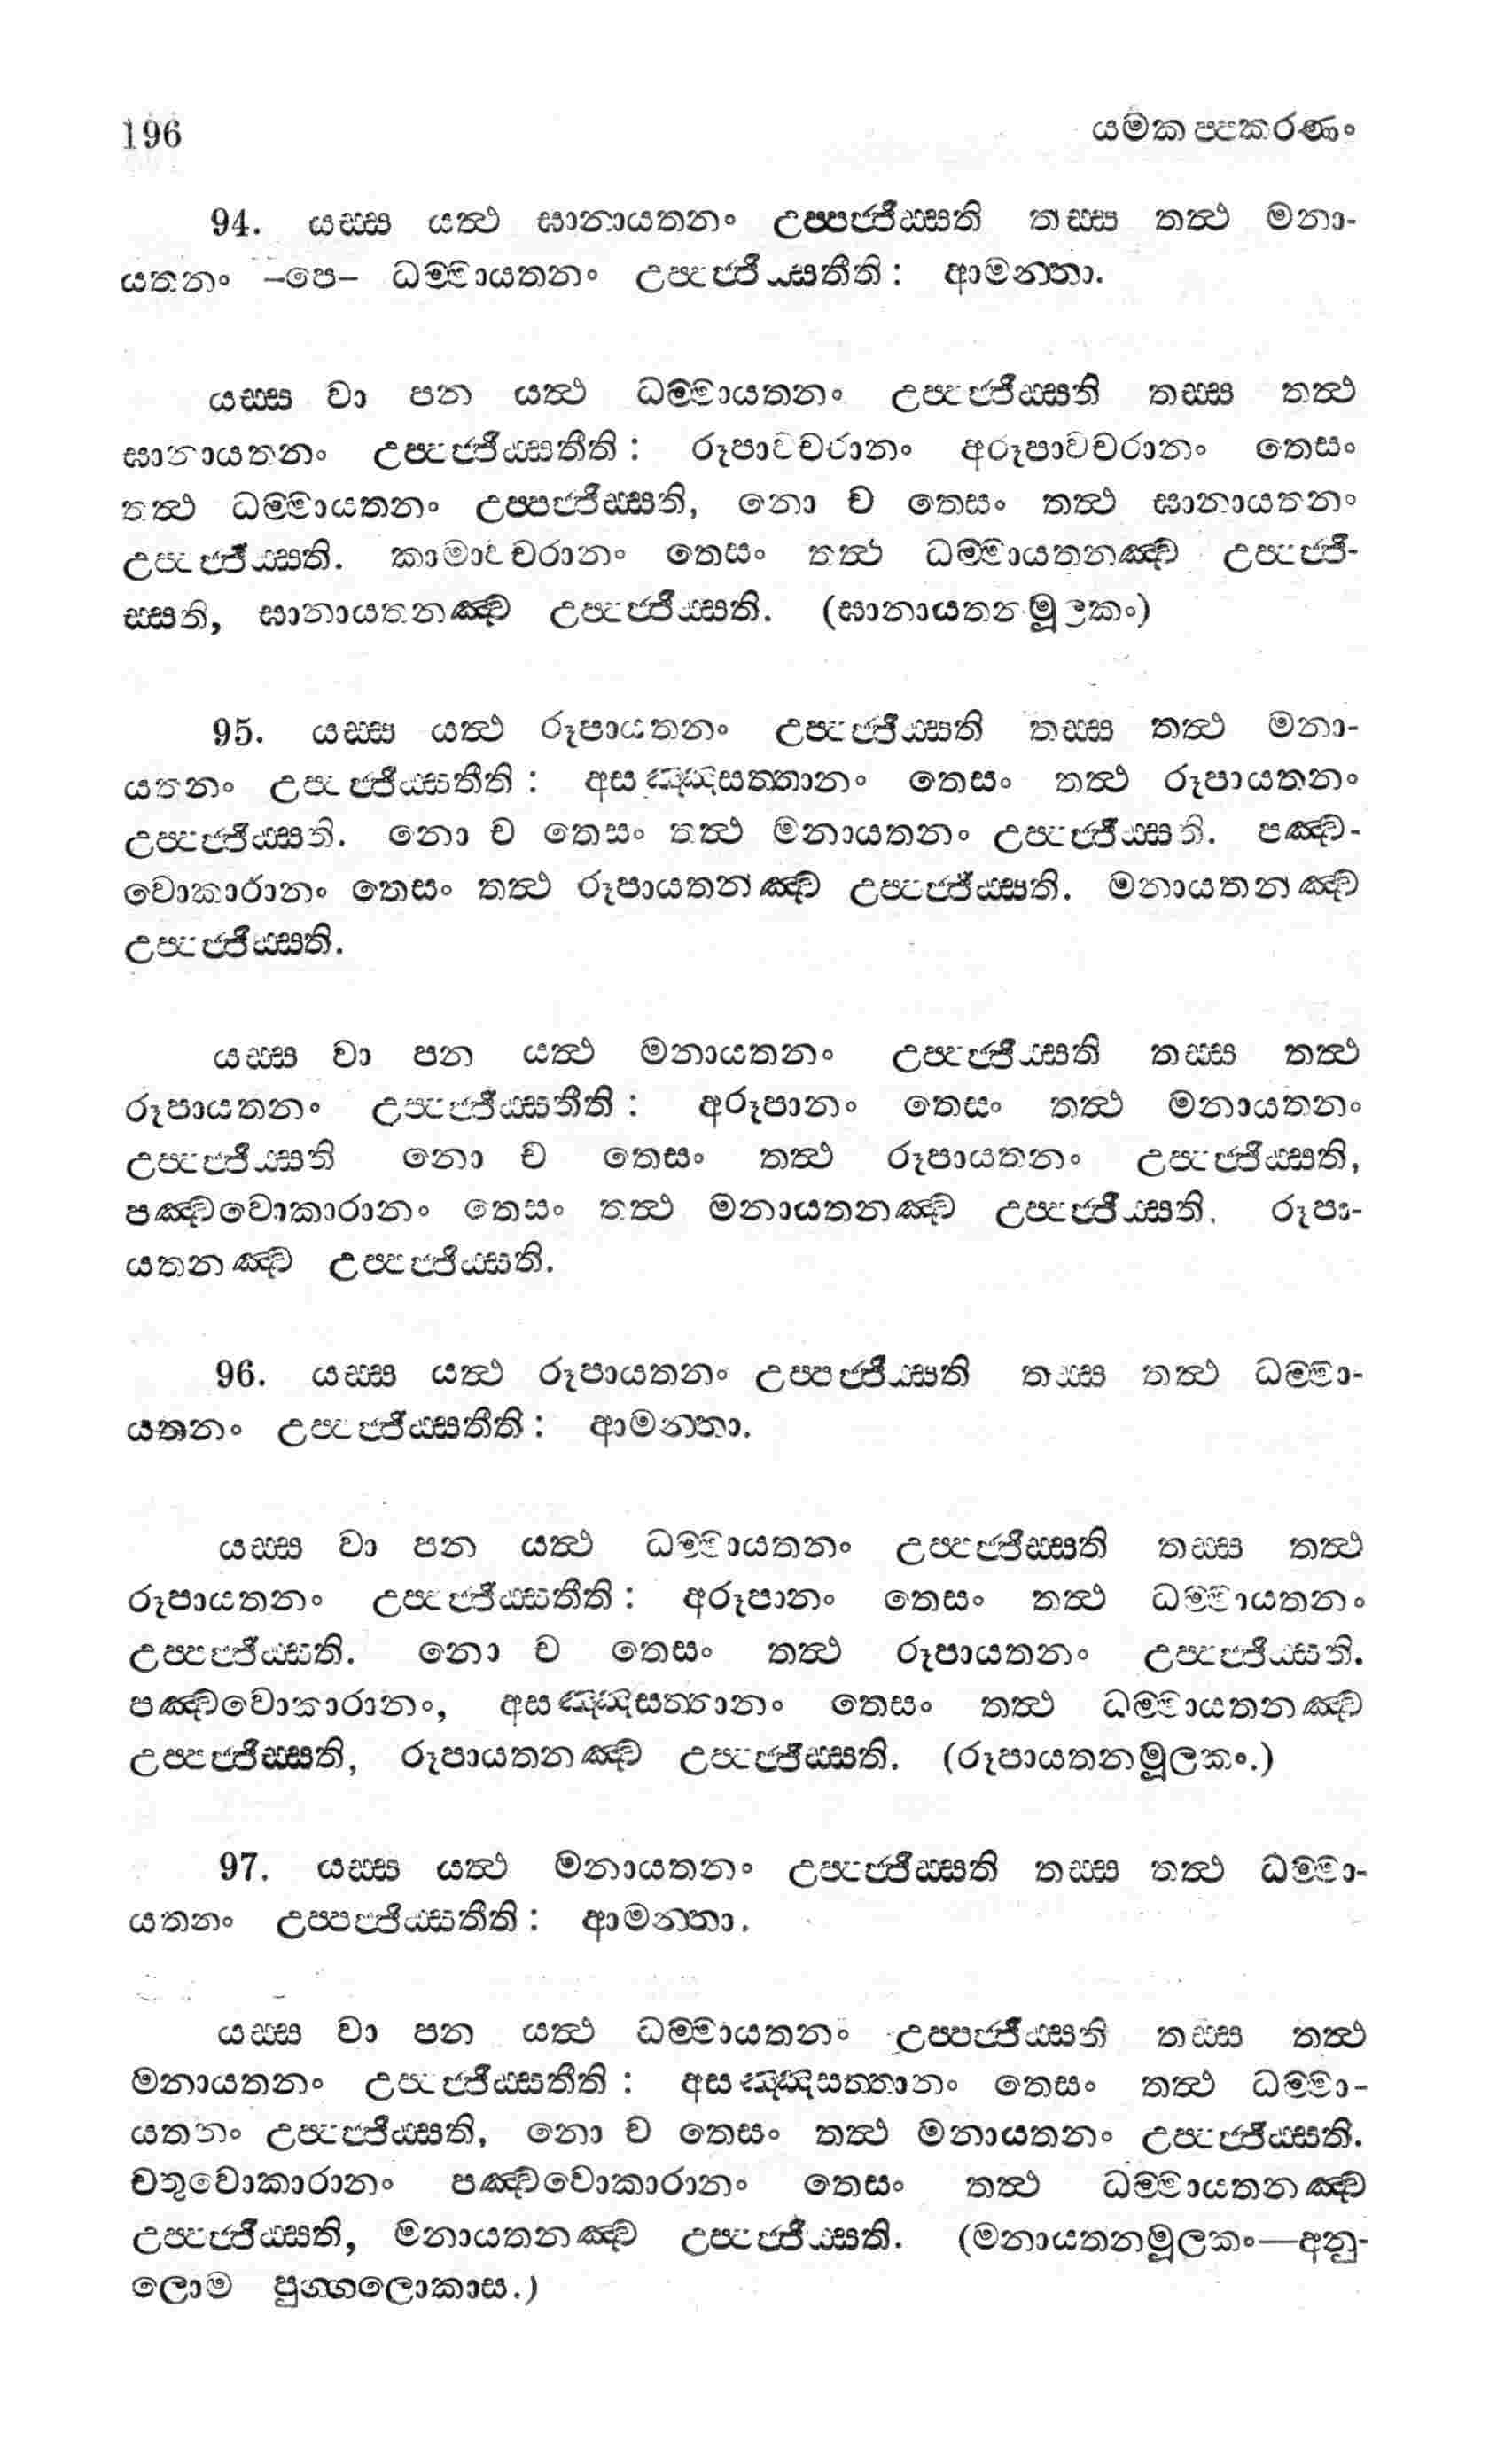 196 යමක පපකරණං
94. යස්ස යත්ථ ඝානායතනං උප්පජ්ජිස්සති තස්ස තත්ථ මනා-
යතනං –පෙ– ධම්මායතනං උප්පජ්ජිස්සතීති : ආමන්තා.
යස්ස වා පන යත්ථ ධම්මායතනං උප්පජ්ජිස්සති තස්ස තත්ථ
ඝානායතනං උප්පජ්ජිස්සතීති : රූපාවචරානං අරූපාවචරානං තෙසං
තත්ථ ධම්මායතනං උප්පජ්ජිස්සති, නො ච තෙසං තත්ථ ඝානායතනං
උප්පජ්ජිස්සති. කාමාවචරානං තෙසං තත්ථ ධම්මායතනඤ්ච උප්පජ්ජි-
ස්සති, ඝානායතනඤ්ච උප්පජ්ජිස්සති. (ඝානායතනමූලකං)
95. යස්ස යත්ථ රූපායතනං උප්පජ්ජිස්සති තස්ස තත්ථ මනා-
යතනං උප්පජ්ජිස්සතීති : අසඤ්ඤසත්තානං තෙසං තත්ථ රූපායතනං
උප්පජ්ජිස්සති. නො ච තෙසං තත්ථ මනායතනං උප්පජ්ජිස්සති. පඤ්ච-
වොකාරානං තෙසං තත්ථ රූපායතනඤ්ච උප්පජ්ජිස්සති. මනායතනඤ්ච
උප්පජ්ජිස්සති.
යස්ස වා පන යත්ථ මනායතනං උප්පජ්ජිස්සති තස්ස තත්ථ
රූපායතනං උප්පජ්ජිස්සතීති : අරූපානං තෙසං තත්ථ මනායතනං
උප්පජ්ජිස්සති නො ච තෙසං තත්ථ රූපායතනං උප්පජ්ජිස්සති,
පඤ්චවොකාරානං තෙසං තත්ථ මනායතනඤ්ච උප්පජ්ජිස්සති. රූපා-
යතනඤ්ච උප්පජ්ජිස්සති.
96. යස්ස යත්ථ රූපායතනං උප්පජ්ජිස්සති තස්ස තත්ථ ධම්මා-
යතනං උප්පජ්ජිස්සතීති : ආමන්තා.
යස්ස වා පන යත්ථ ධම්මායතනං උප්පජ්ජිස්සති තස්ස තත්ථ
රූපායතනං උප්පජ්ජිස්සතීති : අරූපානං තෙසං තත්ථ ධම්මායතනං
උප්පජ්ජිස්සති. නො ච තෙසං තත්ථ රූපායතනං උප්පජ්ජිස්සති.
පඤ්චවොකාරානං, අසඤ්ඤසත්තානං තෙසං තත්ථ ධම්මායතනඤ්ච
උප්පජ්ජිස්සති, රූපායතනඤ්ච උප්පජ්ජිස්සති. (රූපායතනමූලකං.)
97. යස්ස යත්ථ මනායතනං උප්පජ්ජිස්සති තස්ස තත්ථ ධම්මා-
යතනං උප්පජ්ජිස්සතීති : ආමන්තා.
යස්ස වා පන යත්ථ ධම්මායතනං උප්පජ්ජිස්සති තස්ස තත්ථ
මනායතනං උප්පජ්ජිස්සතීති : අසඤ්ඤසත්තානං තෙසං තත්ථ ධම්මා-
යතනං උප්පජ්ජිස්සති, නො ච තෙසං තත්ථ මනායතනං උප්පජ්ජිස්සති.
චතුවොකාරානං පඤ්චවොකාරානං තෙසං තත්ථ ධම්මායතනඤ්ච
උප්පජ්ජිස්සති, මනායතනඤ්ච උප්පජ්ජිස්සති. (මනායතනමූලකං—අනු-
ලොම පුග්ගලොකාස.)